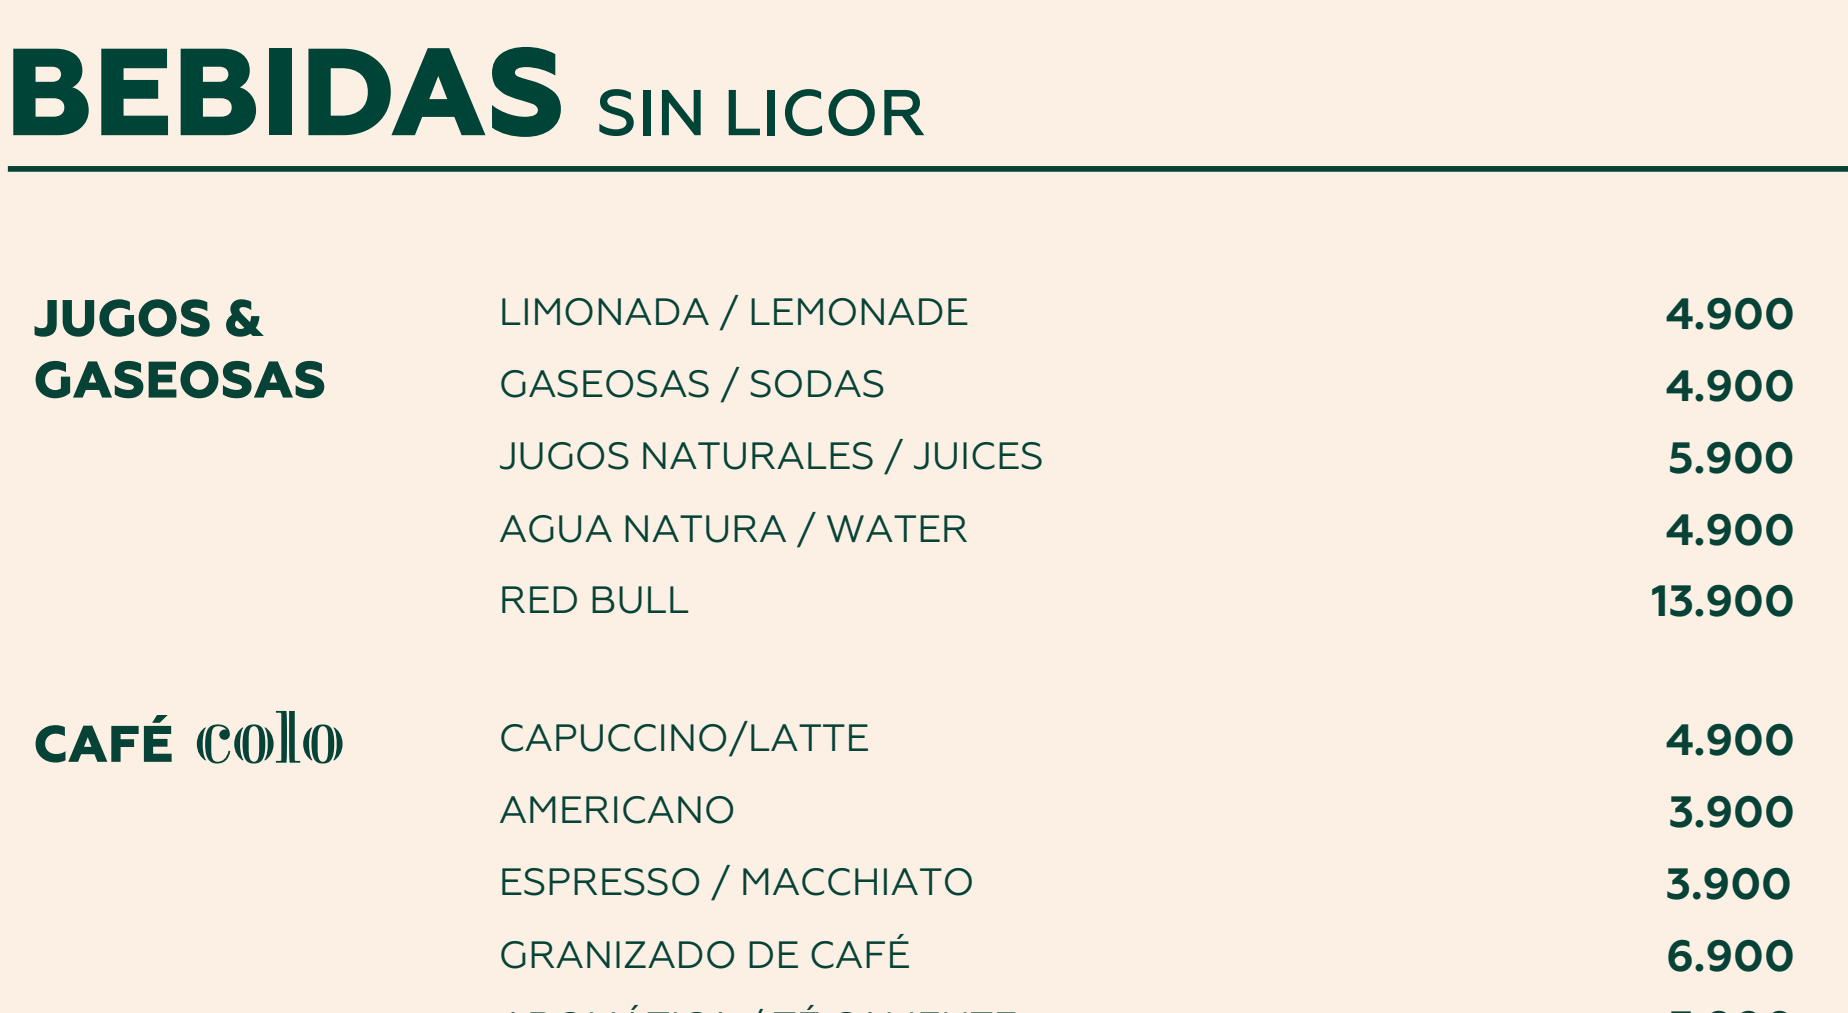 BEBIDAS SIN LICOR
JUGOS &
GASEOSAS
LIMONADA / LEMONADE 4.900
GASEOSAS / SODAS 4.900
JUGOS NATURALES / JUICES 5.900
AGUA NATURA / WATER 4.900
RED BULL 13.900
CAFÉ colo
CAPUCCINO/LATTE 4.900
AMERICANO 3.900
ESPRESSO / MACCHIATO 3.900
GRANIZADO DE CAFÉ 6.900